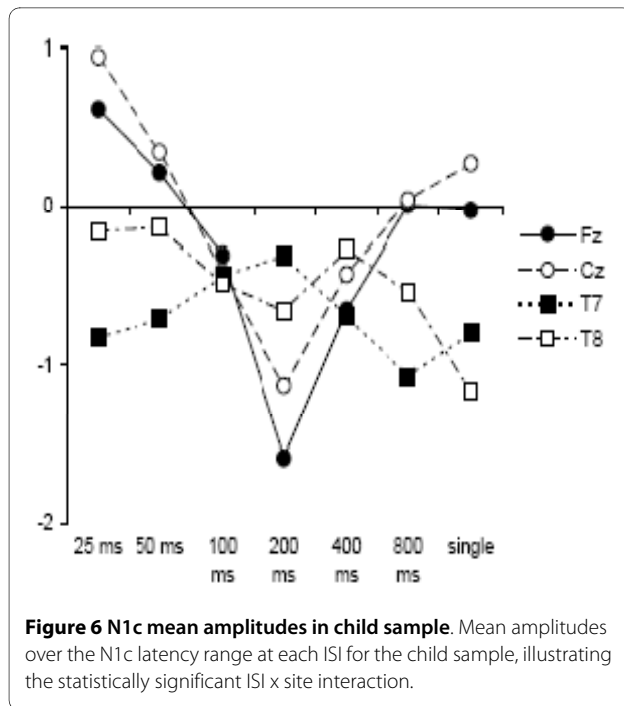 1
0
-1
-2
25 ms
50 ms
100
ms
200
ms
400
ms
800
ms
single
Fz
Cz
T7
T8
Figure 6 N1c mean amplitudes in child sample. Mean amplitudes
over the N1c latency range at each ISI for the child sample, illustrating
the statistically significant ISI x site interaction.